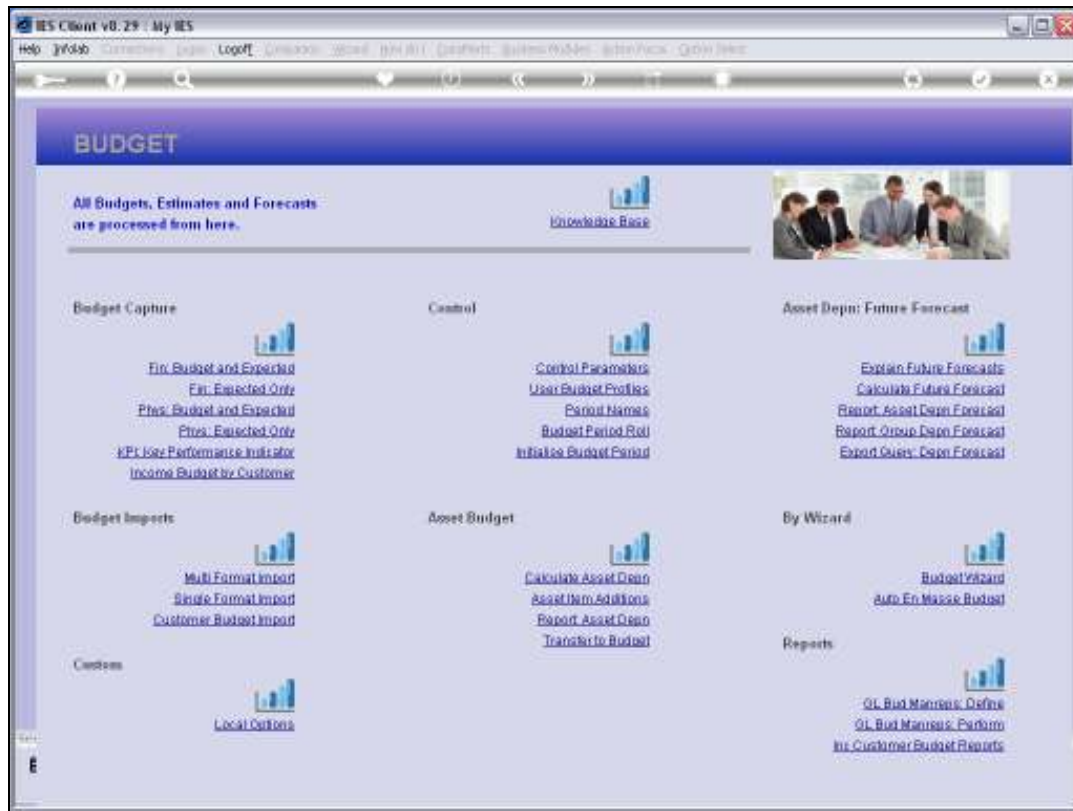 IES Client v8.29 : My IES
Help Infolab Logoff
BUDGET
All Budgets, Estimates and Forecasts
are processed from here.
Knowledge Base
Budget Capture
Fin: Budget and Expected
Fin: Expected Only
Phys: Budget and Expected
Phys: Expected Only
KPI: Key Performance Indicator
Income Budget by Customer
Control
Control Parameters
User Budget Profiles
Period Names
Budget Period Roll
Initialise Budget Period
Asset Depn: Future Forecast
Explain Future Forecasts
Calculate Future Forecast
Report: Asset Depn Forecast
Report: Group Depn Forecast
Export Query: Depn Forecast
Budget Imports
Multi Format Import
Single Format Import
Customer Budget Import
Asset Budget
Calculate Asset Depn
Asset Item Additions
Report Asset Depn
Transfer to Budget
By Wizard
Budget Wizard
Auto En Masse Budget
Custom
Local Options
Reports
GL Bud Manreps: Define
GL Bud Manreps: Perform
Inc Customer Budget Reports